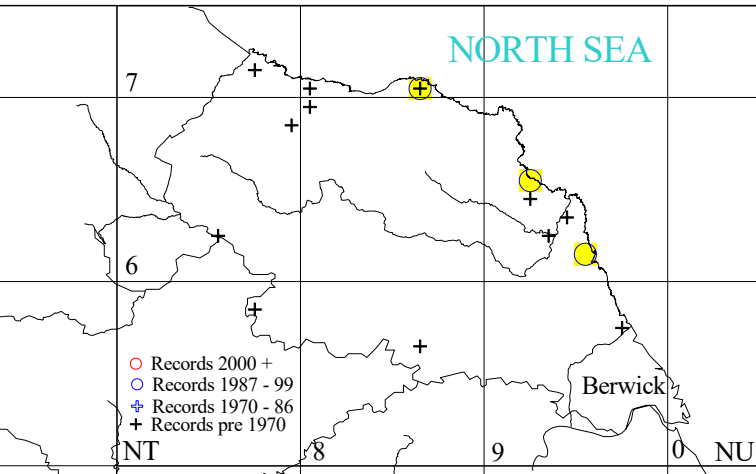 NORTH SEA
7
6
Records 2000 +
Records 1987 - 99
Records 1970 - 86
Records pre 1970
Berwick
NT 8 9 0 NU